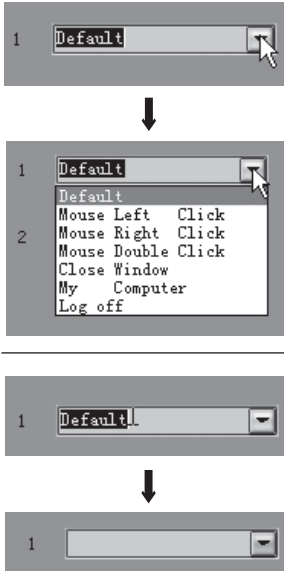 1 Default
1 Default
Default
Mouse Left Click
2 Mouse Right Click
Mouse Double Click
Close Window
My Computer
Log off
1 Default
1